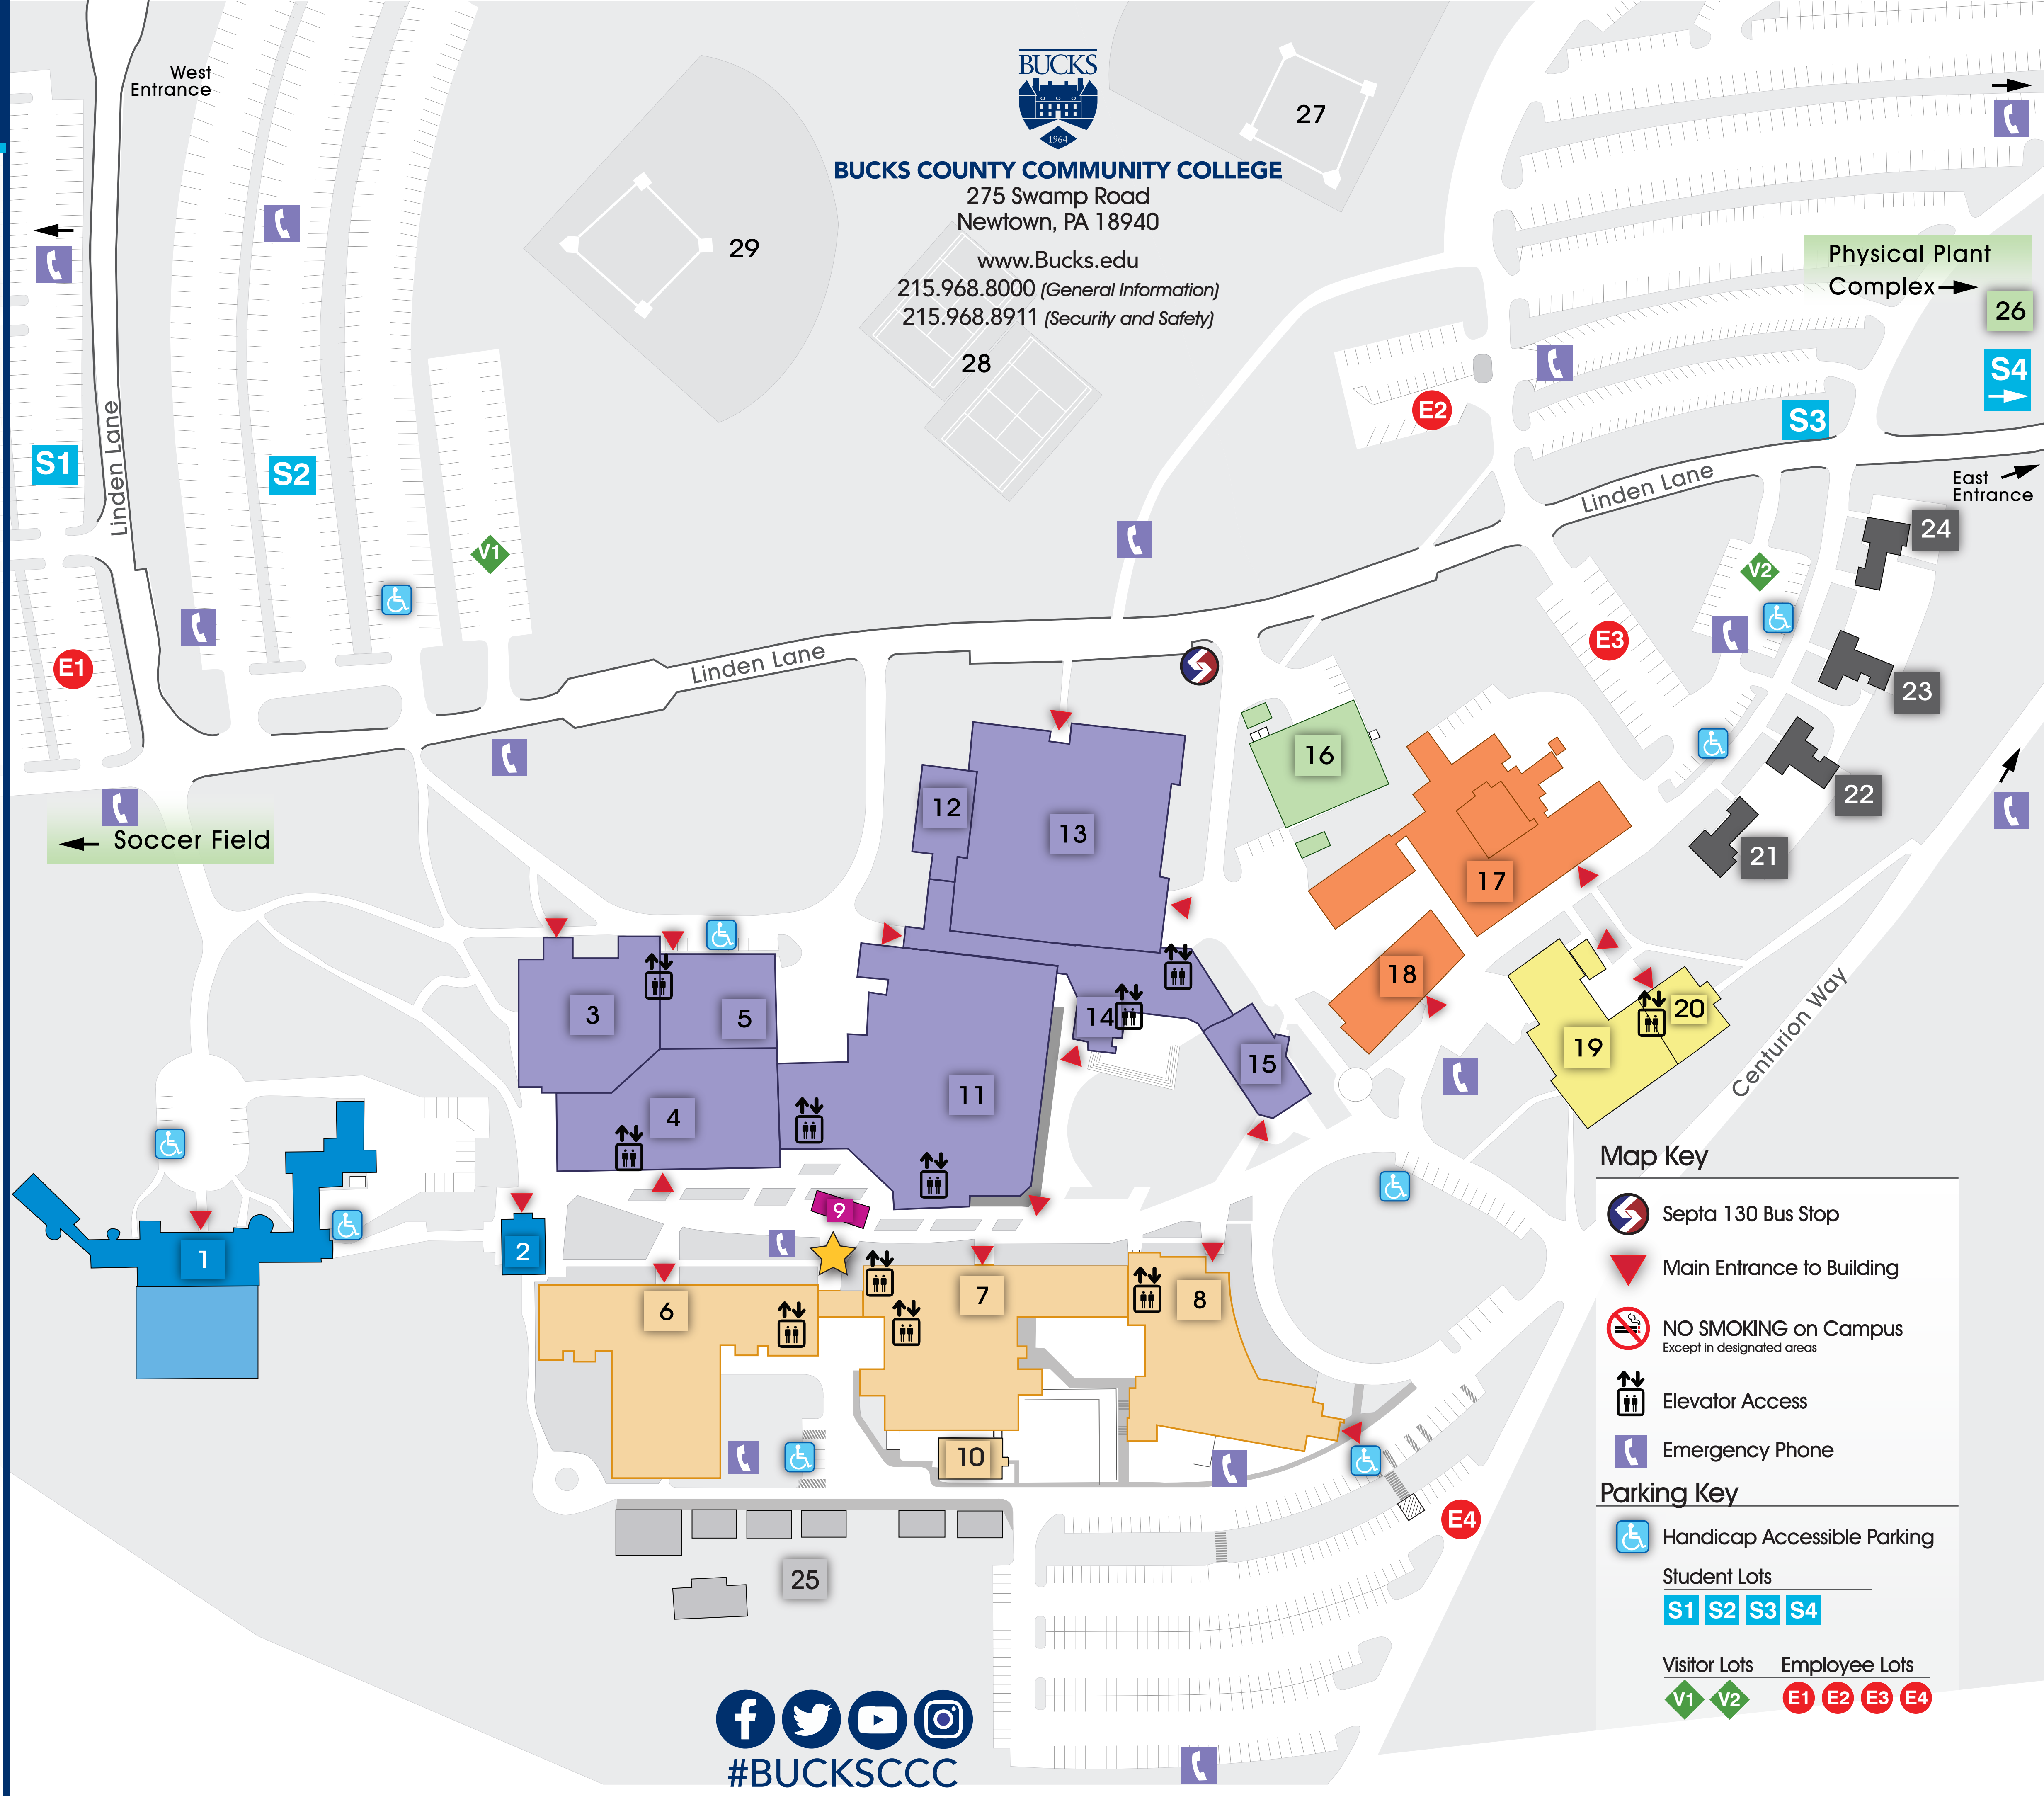 West
Entrance
BUCKS
1964
BUCKS COUNTY COMMUNITY COLLEGE
275 Swamp Road
Newtown, PA 18940
www.Bucks.edu
215.968.8000 (General Information)
215.968.8911 (Security and Safety)
27
29
28
Physical Plant
Complex
26
S4
S3
E2
S1
S2
Linden Lane
Linden Lane
East
Entrance
24
V1
V2
E1
E3
Linden Lane
23
22
21
16
12
13
17
Soccer Field
18
3
5
14
15
20
19
11
4
Centurion Way
9
1
2
6
7
8
10
E4
25
Map Key
Septa 130 Bus Stop
Main Entrance to Building
NO SMOKING on Campus
Except in designated areas
Elevator Access
Emergency Phone
Parking Key
Handicap Accessible Parking
Student Lots
S1 S2 S3 S4
Visitor Lots Employee Lots
V1 V2 E1 E2 E3 E4
#BUCKSCCC